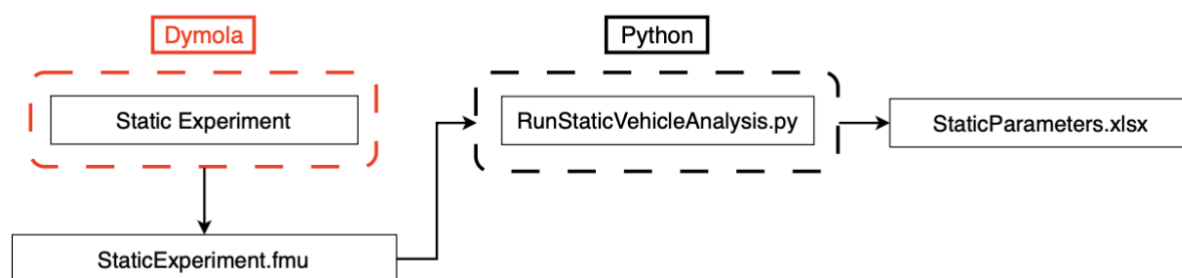 Dymola
Python
Static Experiment
RunStaticVehicleAnalysis.py
StaticParameters.xlsx
StaticExperiment.fmu